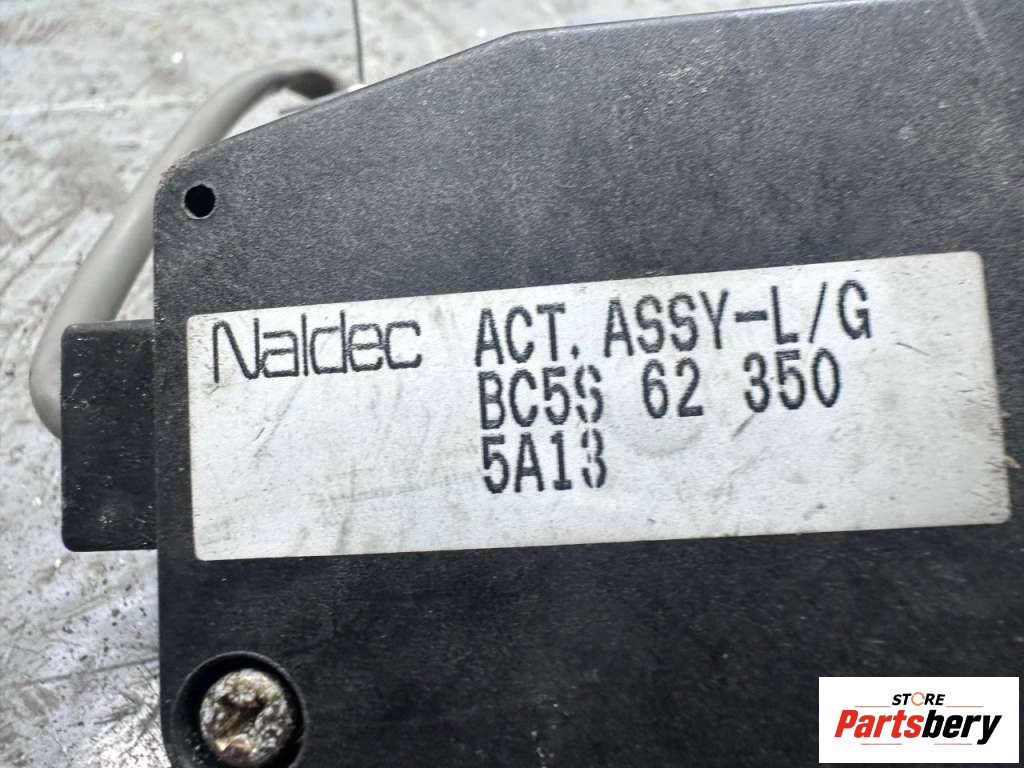 Naldec ACT. ASSY-L/G
BC5S 62 350
5A13
STORE
Partsbery